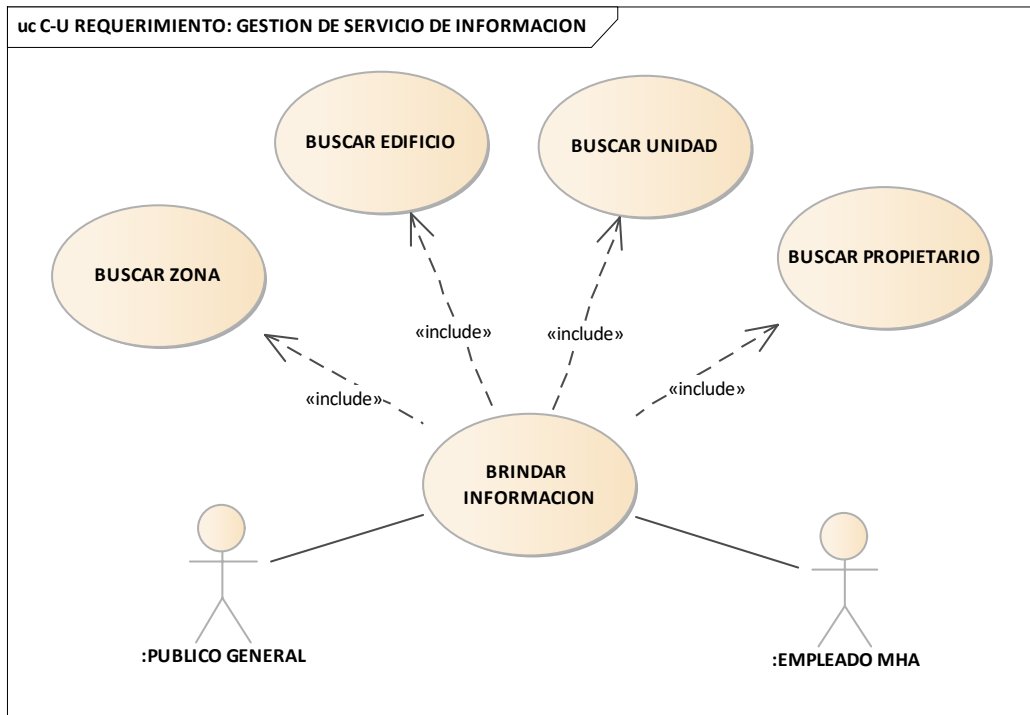 uc C-U REQUERIMIENTO: GESTION DE SERVICIO DE INFORMACION
BUSCAR EDIFICIO
BUSCAR UNIDAD
BUSCAR ZONA
BUSCAR PROPIETARIO
«include»
«include»
«include»
«include»
BRINDAR
INFORMACION
:PUBLICO GENERAL
:EMPLEADO MHA